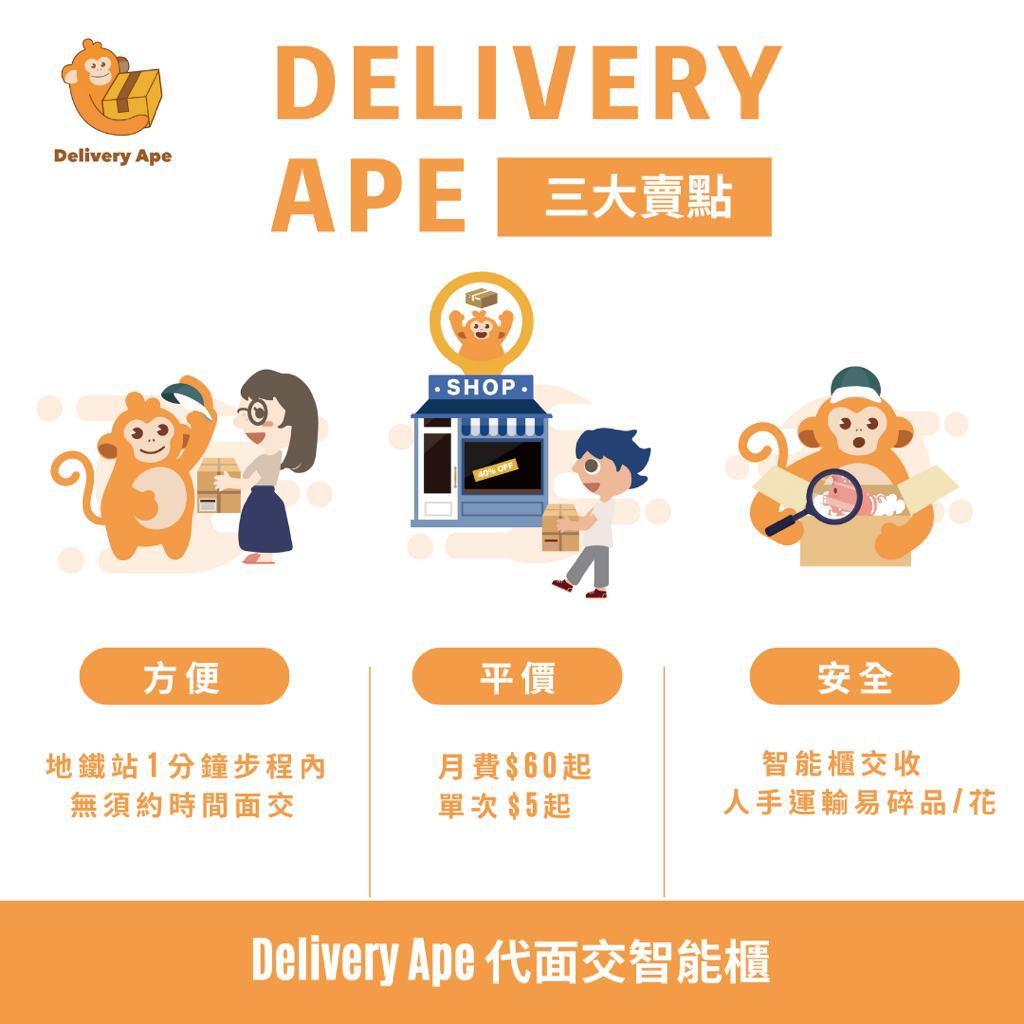 Delivery Ape
DELIVERY
APE 三大賣點
SHOP
40% OFF
方便
地鐵站1分鐘步程內
無須約時間面交
平價
月費$60起
單次$5起
安全
智能櫃交收
人手運輸易碎品/花
Delivery Ape 代面交智能櫃